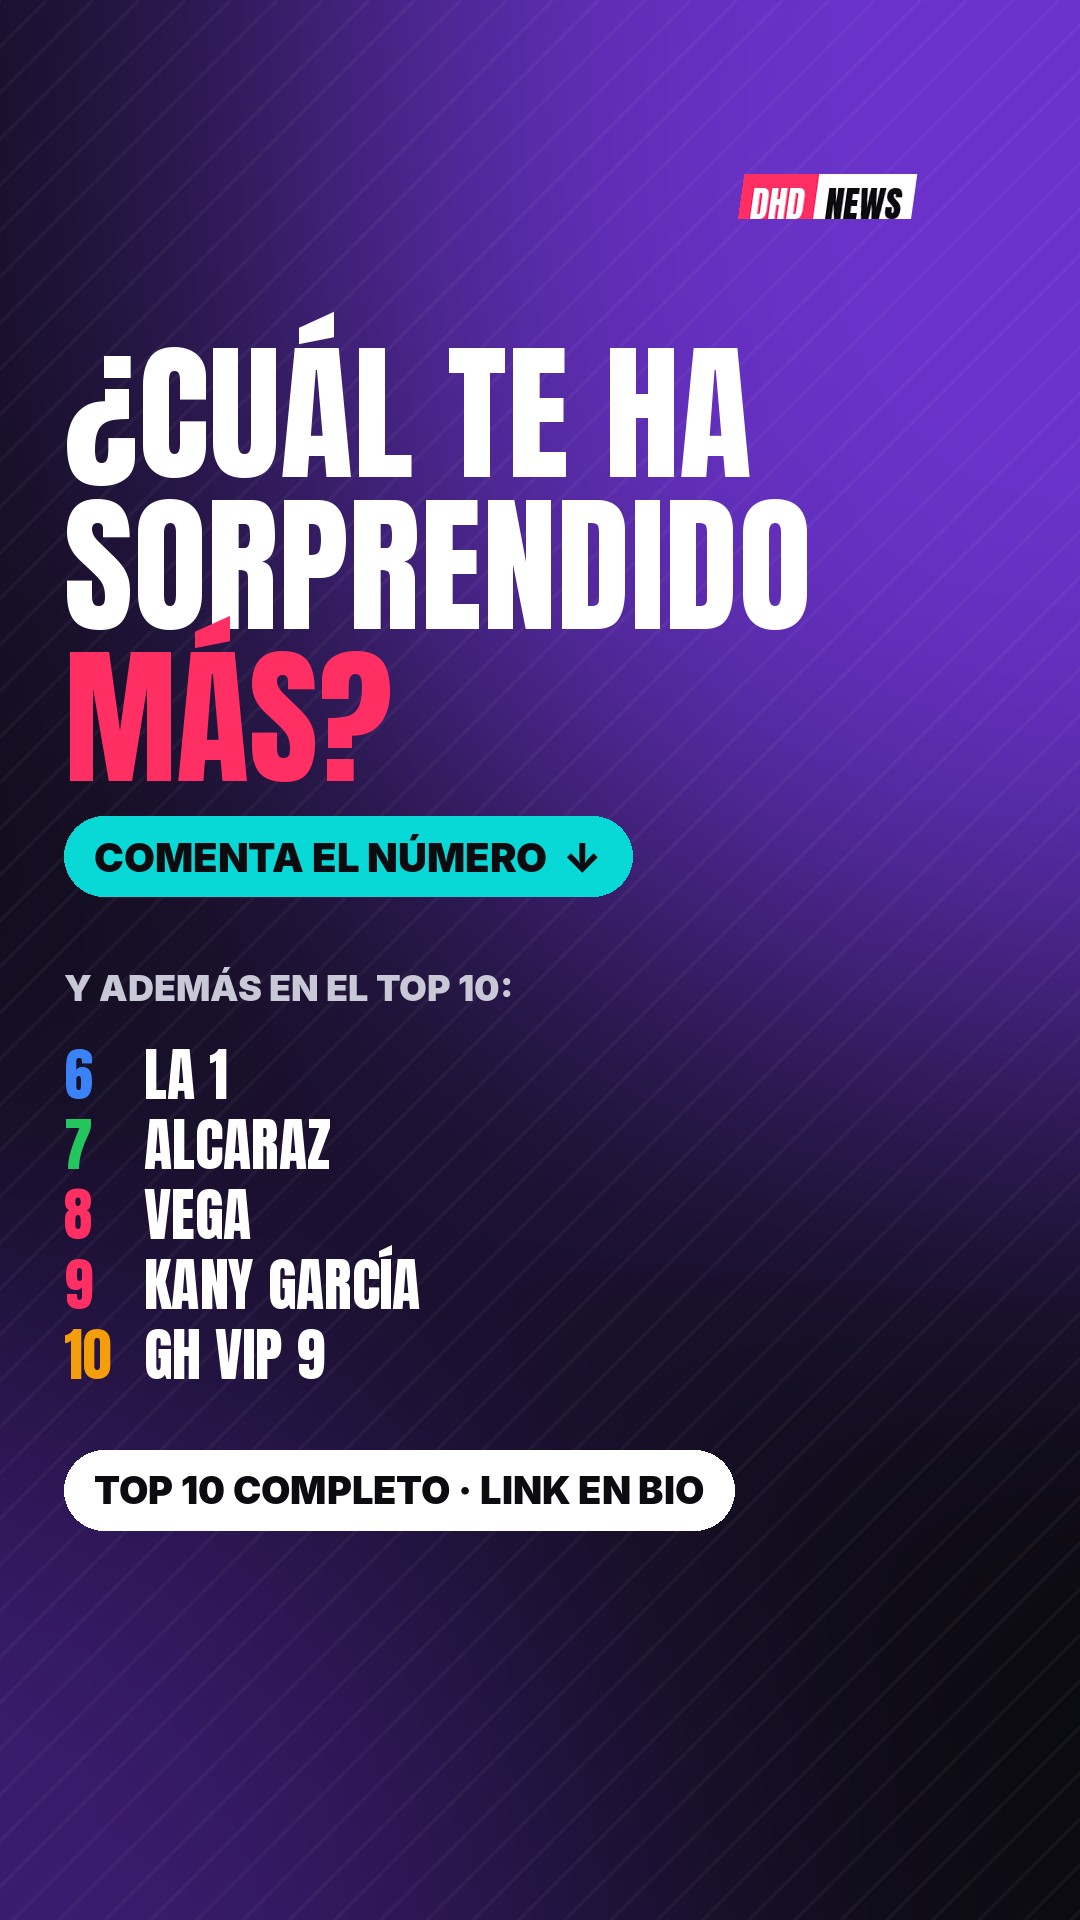 DHD NEWS
¿CUÁL TE HA
SORPRENDIDO
MÁS?
COMENTA EL NÚMERO ↓
Y ADEMÁS EN EL TOP 10:
6 LA 1
7 ALCARAZ
8 VEGA
9 KANY GARCÍA
10 GH VIP 9
TOP 10 COMPLETO · LINK EN BIO